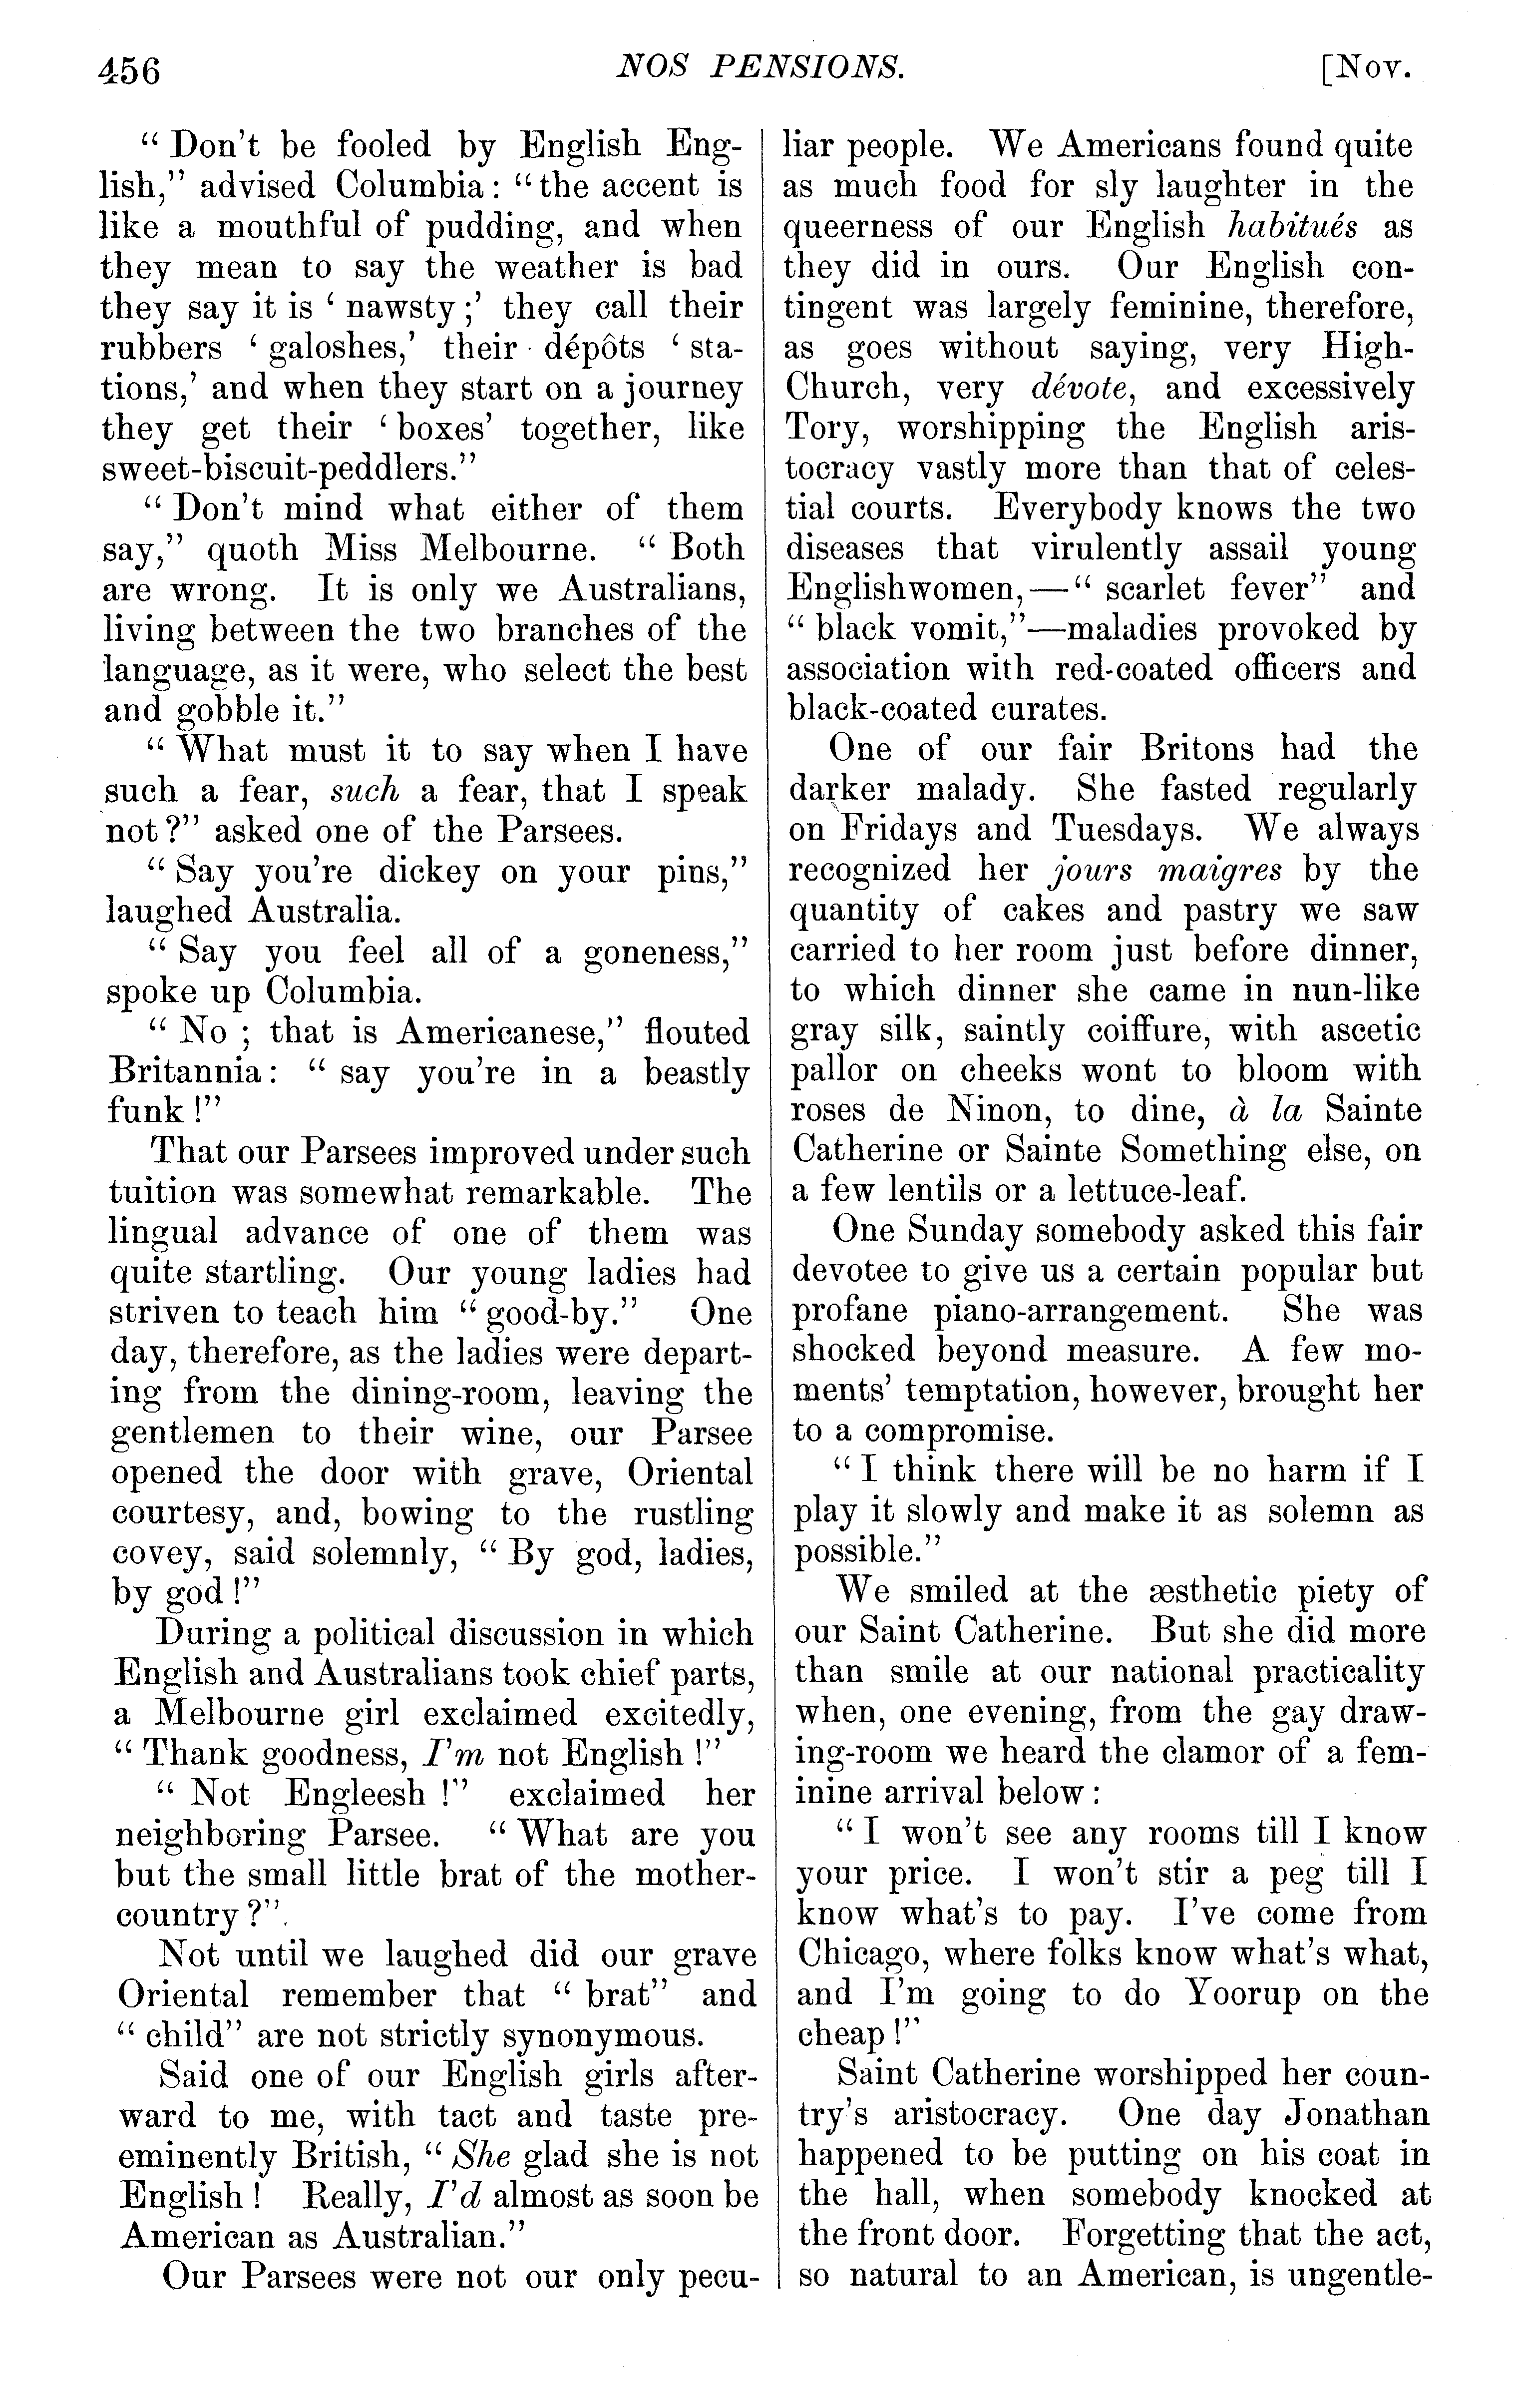 456
NOS PENSIONS.
[Nov.
“ Don't be fooled by English Eng-
lish,” advised Columbia: “the accent is
like a mouthful of pudding, and when
they mean to say the weather is bad
they say it is ‘ nawsty ;’ they call their
rubbers ‘ galoshes,’ their dépôts ‘ sta-
tions,’ and when they start on a journey
they get their ‘ boxes’ together, like
sweet-biscuit-peddlers.”
“ Don't mind what either of them
say,” quoth Miss Melbourne. “ Both
are wrong. It is only we Australians,
living between the two branches of the
language, as it were, who select the best
and gobble it.”
“ What must it to say when I have
such a fear, such a fear, that I speak
not ?” asked one of the Parsees.
“ Say you're dickey on your pins,”
laughed Australia.
“ Say you feel all of a goneness,”
spoke up Columbia.
“ No ; that is Americanese,” flouted
Britannia: “ say you're in a beastly
funk !”
That our Parsees improved under such
tuition was somewhat remarkable. The
lingual advance of one of them was
quite startling. Our young ladies had
striven to teach him “ good-by.” One
day, therefore, as the ladies were depart-
ing from the dining-room, leaving the
gentlemen to their wine, our Parsee
opened the door with grave, Oriental
courtesy, and, bowing to the rustling
covey, said solemnly, “ By god, ladies,
by god !”
During a political discussion in which
English and Australians took chief parts,
a Melbourne girl exclaimed excitedly,
“ Thank goodness, I'm not English !”
“ Not Engleesh !” exclaimed her
neighboring Parsee. “ What are you
but the small little brat of the mother-
country ?”
Not until we laughed did our grave
Oriental remember that “ brat” and
“ child” are not strictly synonymous.
Said one of our English girls after-
ward to me, with tact and taste pre-
eminently British, “ She glad she is not
English ! Really, I'd almost as soon be
American as Australian.”
Our Parsees were not our only pecu-
liar people. We Americans found quite
as much food for sly laughter in the
queerness of our English habitués as
they did in ours. Our English con-
tingent was largely feminine, therefore,
as goes without saying, very High-
Church, very dévote, and excessively
Tory, worshipping the English aris-
tocracy vastly more than that of celes-
tial courts. Everybody knows the two
diseases that virulently assail young
Englishwomen,—“ scarlet fever” and
“ black vomit,”—maladies provoked by
association with red-coated officers and
black-coated curates.
One of our fair Britons had the
darker malady. She fasted regularly
on Fridays and Tuesdays. We always
recognized her jours maigres by the
quantity of cakes and pastry we saw
carried to her room just before dinner,
to which dinner she came in nun-like
gray silk, saintly coiffure, with ascetic
pallor on cheeks wont to bloom with
roses de Ninon, to dine, à la Sainte
Catherine or Sainte Something else, on
a few lentils or a lettuce-leaf.
One Sunday somebody asked this fair
devotee to give us a certain popular but
profane piano-arrangement. She was
shocked beyond measure. A few mo-
ments' temptation, however, brought her
to a compromise.
“ I think there will be no harm if I
play it slowly and make it as solemn as
possible.”
We smiled at the æsthetic piety of
our Saint Catherine. But she did more
than smile at our national practicality
when, one evening, from the gay draw-
ing-room we heard the clamor of a fem-
inine arrival below :
“ I won't see any rooms till I know
your price. I won't stir a peg till I
know what's to pay. I've come from
Chicago, where folks know what's what,
and I'm going to do Yoorup on the
cheap !”
Saint Catherine worshipped her coun-
try's aristocracy. One day Jonathan
happened to be putting on his coat in
the hall, when somebody knocked at
the front door. Forgetting that the act,
so natural to an American, is ungentle-